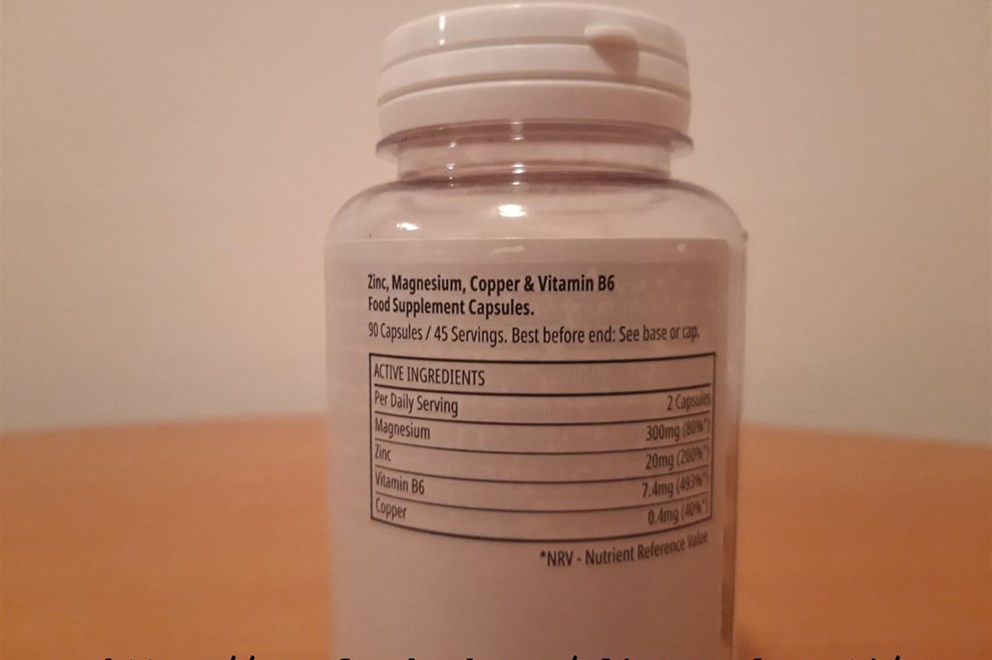 Zinc, Magnesium, Copper & Vitamin B6
Food Supplement Capsules.
90 Capsules / 45 Servings. Best before end: See base or cap.
ACTIVE INGREDIENTS
Per Daily Serving 2 Capsules
Magnesium 300mg (80%*)
Zinc 20mg (200%*)
Vitamin B6 7.4mg (493%*)
Copper 0.4mg (40%*)
*NRV - Nutrient Reference Value